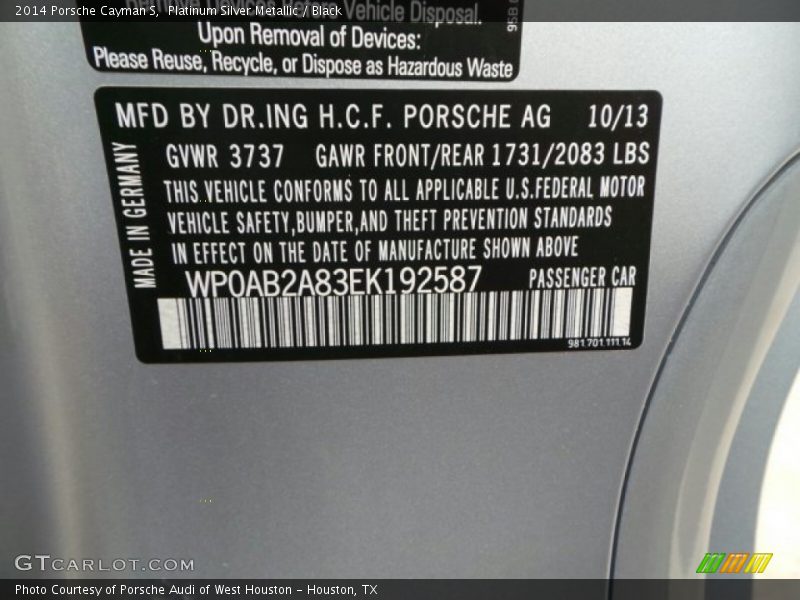 2014 Porsche Cayman S, Platinum Silver Metallic / Black
Remove Devices Before Vehicle Disposal.
Upon Removal of Devices:
Please Reuse, Recycle, or Dispose as Hazardous Waste
MFD BY DR.ING H.C.F. PORSCHE AG 10/13
GVWR 3737 GAWR FRONT/REAR 1731/2083 LBS
THIS VEHICLE CONFORMS TO ALL APPLICABLE U.S.FEDERAL MOTOR
VEHICLE SAFETY,BUMPER,AND THEFT PREVENTION STANDARDS
IN EFFECT ON THE DATE OF MANUFACTURE SHOWN ABOVE
MADE IN GERMANY
WP0AB2A83EK192587 PASSENGER CAR
981.701.111.14
GTCARLOT.COM
Photo Courtesy of Porsche Audi of West Houston - Houston, TX